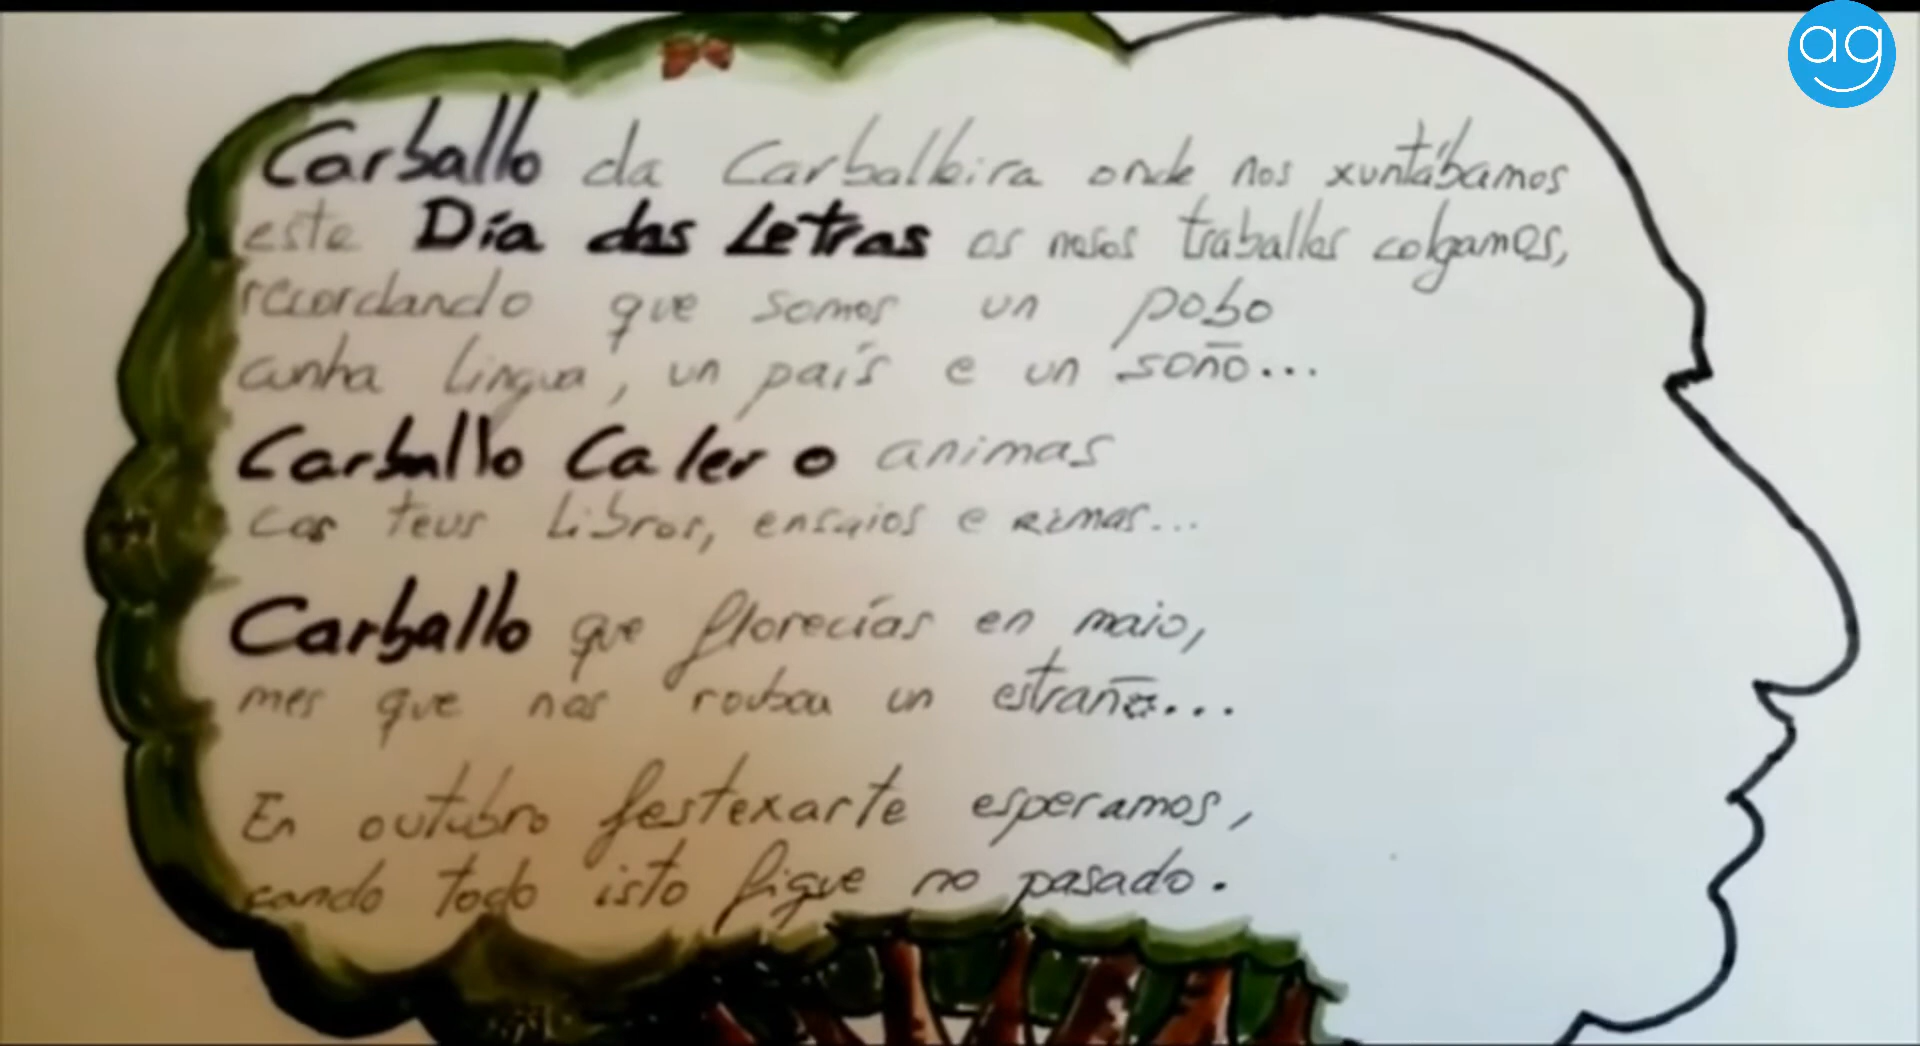 ag
Carballo da Carballeira onde nos xuntábamos
este Día das Letras os nosos traballos colgamos,
recordando que somos un pobo
cunha lingua, un país e un soño...
Carballo Calero animas
cos teus libros, ensaios e rimas...
Carballo que florecías en maio,
mes que nos roubou un estraño...
En outubro festexarte esperamos,
cando todo isto fique no pasado.